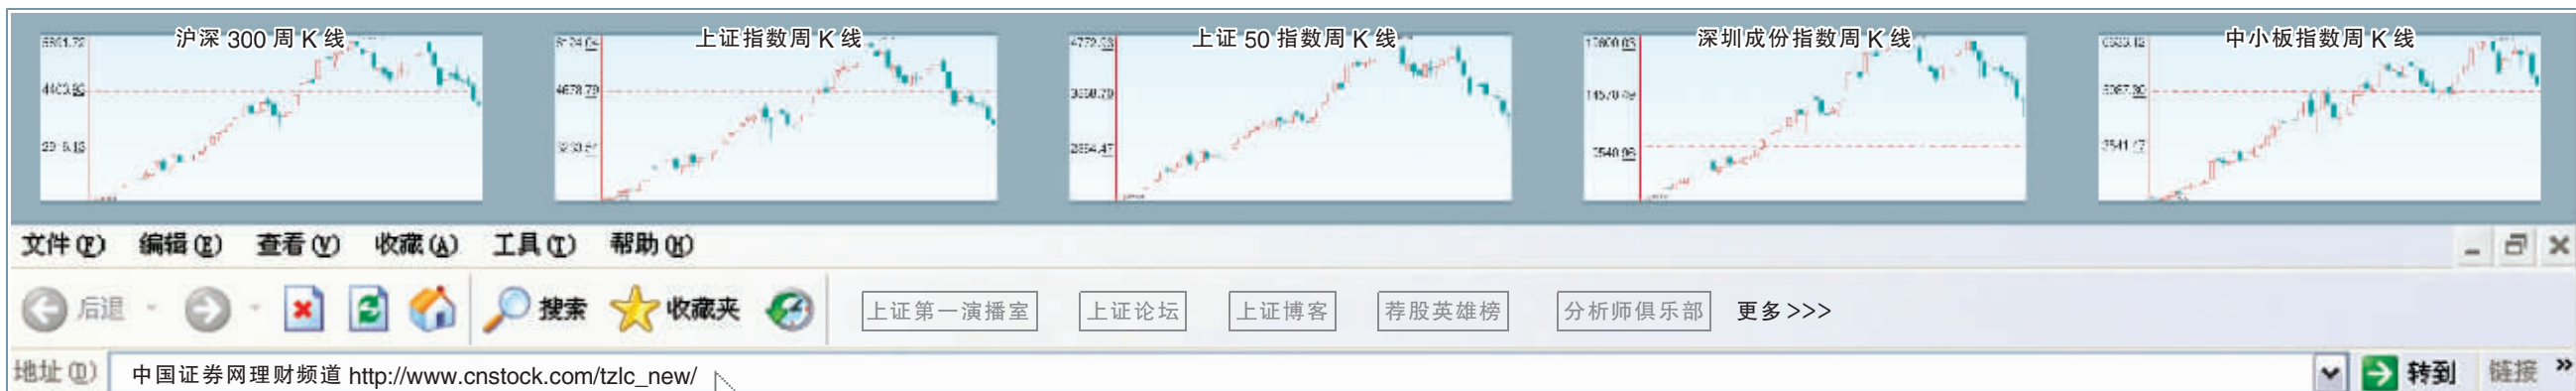 沪深 300 周 K 线
上证指数周 K 线
上证 50 指数周 K 线
深圳成份指数周 K 线
中小板指数周 K 线
文件(F) 编辑(E) 查看(V) 收藏(A) 工具(T) 帮助(H)
后退 搜索 收藏夹 上证第一演播室 上证论坛 上证博客 荐股英雄榜 分析师俱乐部 更多>>>
地址(D) 中国证券网理财频道 http://www.cnstock.com/tzlc_new/ 转到 链接 »